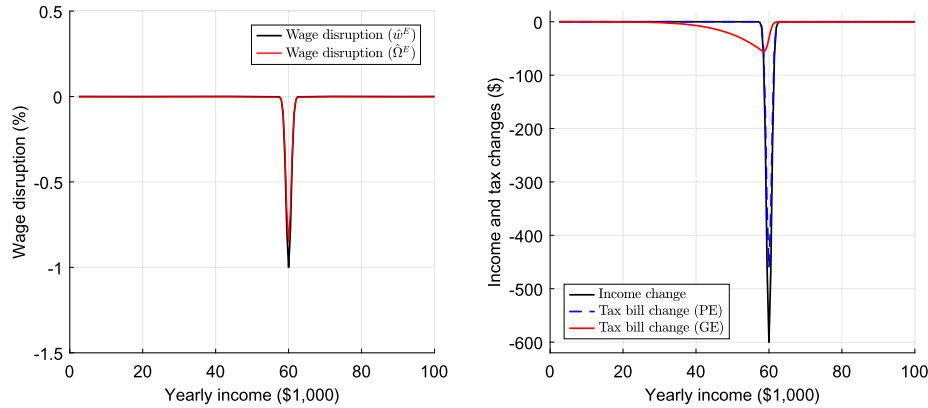 0.5
0
-0.5
-1
-1.5
Wage disruption (%)
Wage disruption (ŵᴱ)
Wage disruption (Ω̂ᴱ)
0 20 40 60 80 100
Yearly income ($1,000)
0
-100
-200
-300
-400
-500
-600
Income and tax changes ($)
Income change
Tax bill change (PE)
Tax bill change (GE)
0 20 40 60 80 100
Yearly income ($1,000)